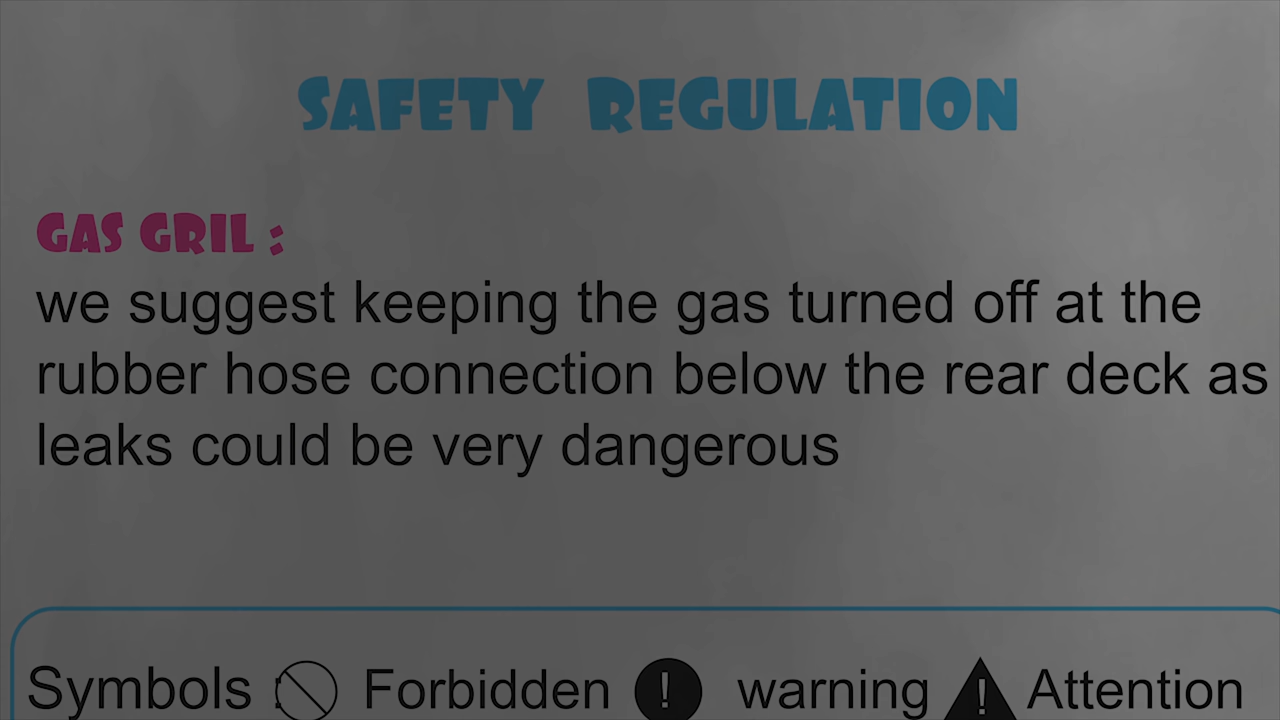 SAFETY REGULATION
GAS GRIL :
we suggest keeping the gas turned off at the
rubber hose connection below the rear deck as
leaks could be very dangerous
Symbols : Forbidden ! warning ! Attention